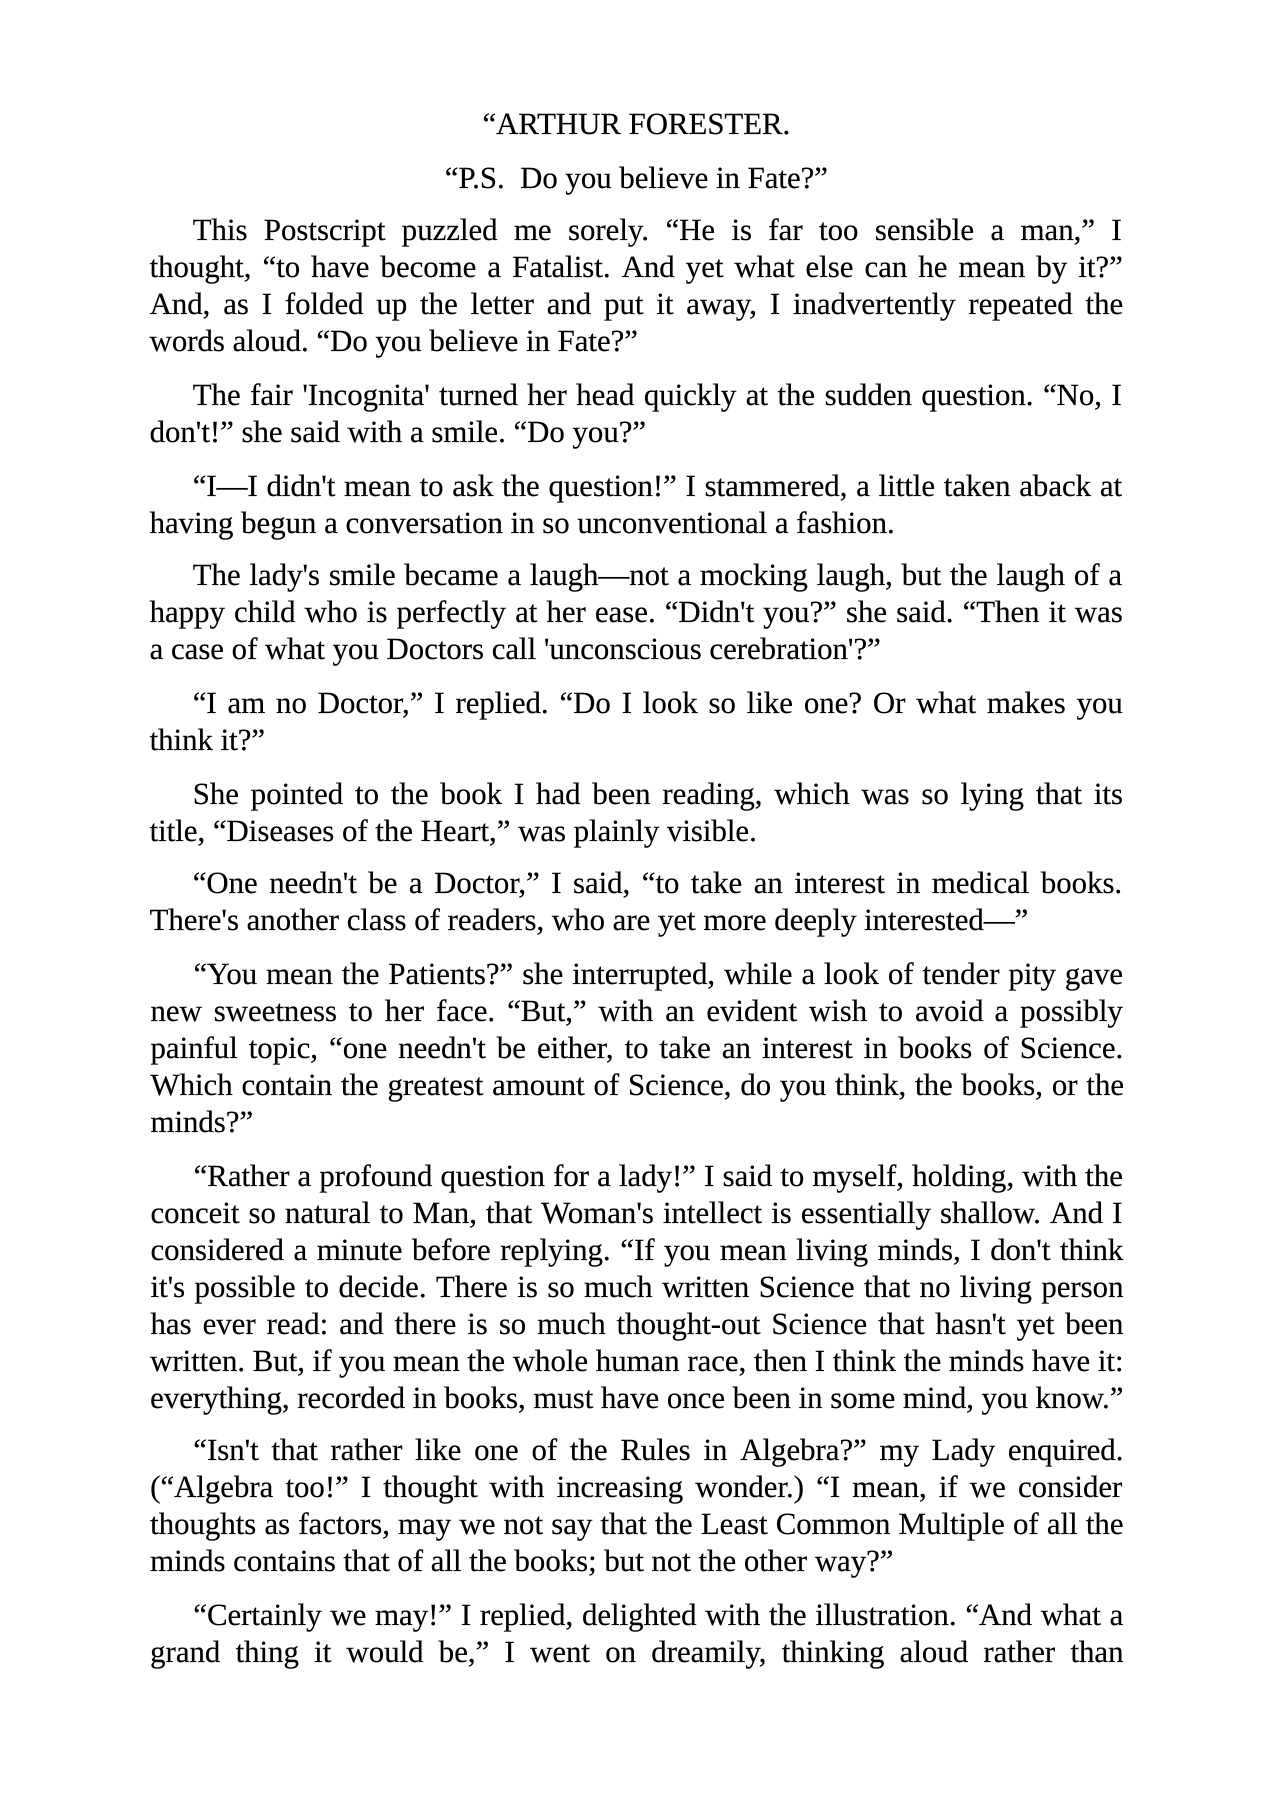 “ARTHUR FORESTER.
“P.S.  Do you believe in Fate?”
This Postscript puzzled me sorely. “He is far too sensible a man,” I
thought, “to have become a Fatalist. And yet what else can he mean by it?”
And, as I folded up the letter and put it away, I inadvertently repeated the
words aloud. “Do you believe in Fate?”
The fair 'Incognita' turned her head quickly at the sudden question. “No, I
don't!” she said with a smile. “Do you?”
“I—I didn't mean to ask the question!” I stammered, a little taken aback at
having begun a conversation in so unconventional a fashion.
The lady's smile became a laugh—not a mocking laugh, but the laugh of a
happy child who is perfectly at her ease. “Didn't you?” she said. “Then it was
a case of what you Doctors call 'unconscious cerebration'?”
“I am no Doctor,” I replied. “Do I look so like one? Or what makes you
think it?”
She pointed to the book I had been reading, which was so lying that its
title, “Diseases of the Heart,” was plainly visible.
“One needn't be a Doctor,” I said, “to take an interest in medical books.
There's another class of readers, who are yet more deeply interested—”
“You mean the Patients?” she interrupted, while a look of tender pity gave
new sweetness to her face. “But,” with an evident wish to avoid a possibly
painful topic, “one needn't be either, to take an interest in books of Science.
Which contain the greatest amount of Science, do you think, the books, or the
minds?”
“Rather a profound question for a lady!” I said to myself, holding, with the
conceit so natural to Man, that Woman's intellect is essentially shallow. And I
considered a minute before replying. “If you mean living minds, I don't think
it's possible to decide. There is so much written Science that no living person
has ever read: and there is so much thought-out Science that hasn't yet been
written. But, if you mean the whole human race, then I think the minds have it:
everything, recorded in books, must have once been in some mind, you know.”
“Isn't that rather like one of the Rules in Algebra?” my Lady enquired.
(“Algebra too!” I thought with increasing wonder.) “I mean, if we consider
thoughts as factors, may we not say that the Least Common Multiple of all the
minds contains that of all the books; but not the other way?”
“Certainly we may!” I replied, delighted with the illustration. “And what a
grand thing it would be,” I went on dreamily, thinking aloud rather than